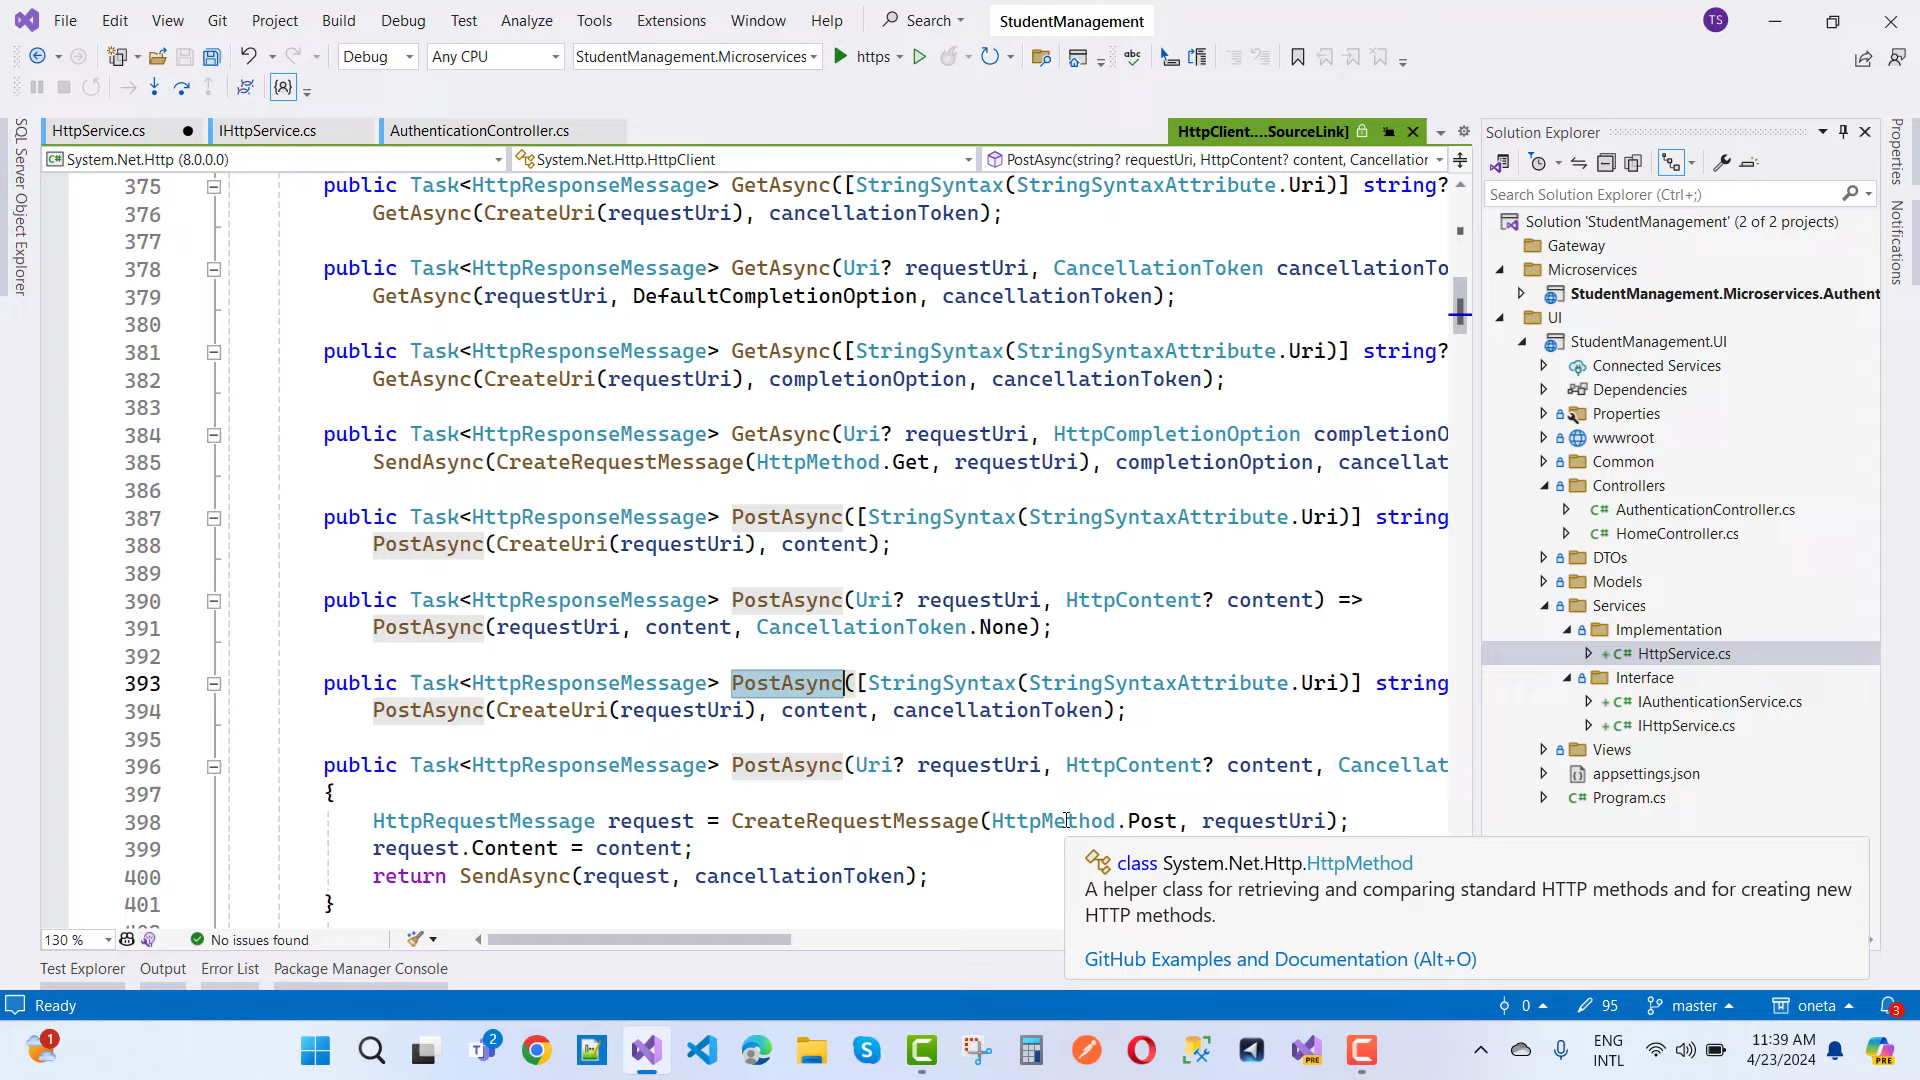 File Edit View Git Project Build Debug Test Analyze Tools Extensions Window Help Search StudentManagement TS
Debug Any CPU StudentManagement.Microservices https
HttpService.cs IHttpService.cs AuthenticationController.cs HttpClient....SourceLink]
System.Net.Http (8.0.0.0) System.Net.Http.HttpClient PostAsync(string? requestUri, HttpContent? content, Cancellation
375 public Task<HttpResponseMessage> GetAsync([StringSyntax(StringSyntaxAttribute.Uri)] string?
376 GetAsync(CreateUri(requestUri), cancellationToken);
377
378 public Task<HttpResponseMessage> GetAsync(Uri? requestUri, CancellationToken cancellationTo
379 GetAsync(requestUri, DefaultCompletionOption, cancellationToken);
380
381 public Task<HttpResponseMessage> GetAsync([StringSyntax(StringSyntaxAttribute.Uri)] string?
382 GetAsync(CreateUri(requestUri), completionOption, cancellationToken);
383
384 public Task<HttpResponseMessage> GetAsync(Uri? requestUri, HttpCompletionOption completionO
385 SendAsync(CreateRequestMessage(HttpMethod.Get, requestUri), completionOption, cancellat
386
387 public Task<HttpResponseMessage> PostAsync([StringSyntax(StringSyntaxAttribute.Uri)] string
388 PostAsync(CreateUri(requestUri), content);
389
390 public Task<HttpResponseMessage> PostAsync(Uri? requestUri, HttpContent? content) =>
391 PostAsync(requestUri, content, CancellationToken.None);
392
393 public Task<HttpResponseMessage> PostAsync([StringSyntax(StringSyntaxAttribute.Uri)] string
394 PostAsync(CreateUri(requestUri), content, cancellationToken);
395
396 public Task<HttpResponseMessage> PostAsync(Uri? requestUri, HttpContent? content, Cancellat
397 {
398 HttpRequestMessage request = CreateRequestMessage(HttpMethod.Post, requestUri);
399 request.Content = content;
400 return SendAsync(request, cancellationToken);
401 }
class System.Net.Http.HttpMethod
A helper class for retrieving and comparing standard HTTP methods and for creating new
HTTP methods.
GitHub Examples and Documentation (Alt+O)
130 % No issues found
Test Explorer Output Error List Package Manager Console
SQL Server Object Explorer
Solution Explorer
Search Solution Explorer (Ctrl+;)
Solution 'StudentManagement' (2 of 2 projects)
Gateway
Microservices
StudentManagement.Microservices.Authent
UI
StudentManagement.UI
Connected Services
Dependencies
Properties
wwwroot
Common
Controllers
C# AuthenticationController.cs
C# HomeController.cs
DTOs
Models
Services
Implementation
+ C# HttpService.cs
Interface
+ C# IAuthenticationService.cs
+ C# IHttpService.cs
Views
appsettings.json
C# Program.cs
Properties
Notifications
Ready 0 95 master oneta 3
1 2 PRE ENG INTL 11:39 AM 4/23/2024 PRE